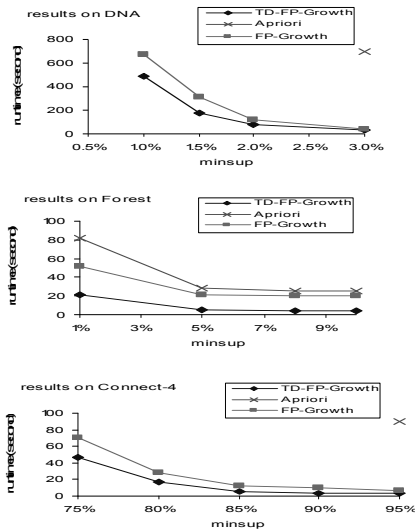 results on DNA
TD-FP-Growth
Apriori
FP-Growth
runtime(second)
800
600
400
200
0
0.5% 1.0% 1.5% 2.0% 2.5% 3.0%
minsup
results on Forest
TD-FP-Growth
Apriori
FP-Growth
runtime(second)
100
80
60
40
20
0
1% 3% 5% 7% 9%
minsup
results on Connect-4
TD-FP-Growth
Apriori
FP-Growth
runtime(second)
100
80
60
40
20
0
75% 80% 85% 90% 95%
minsup